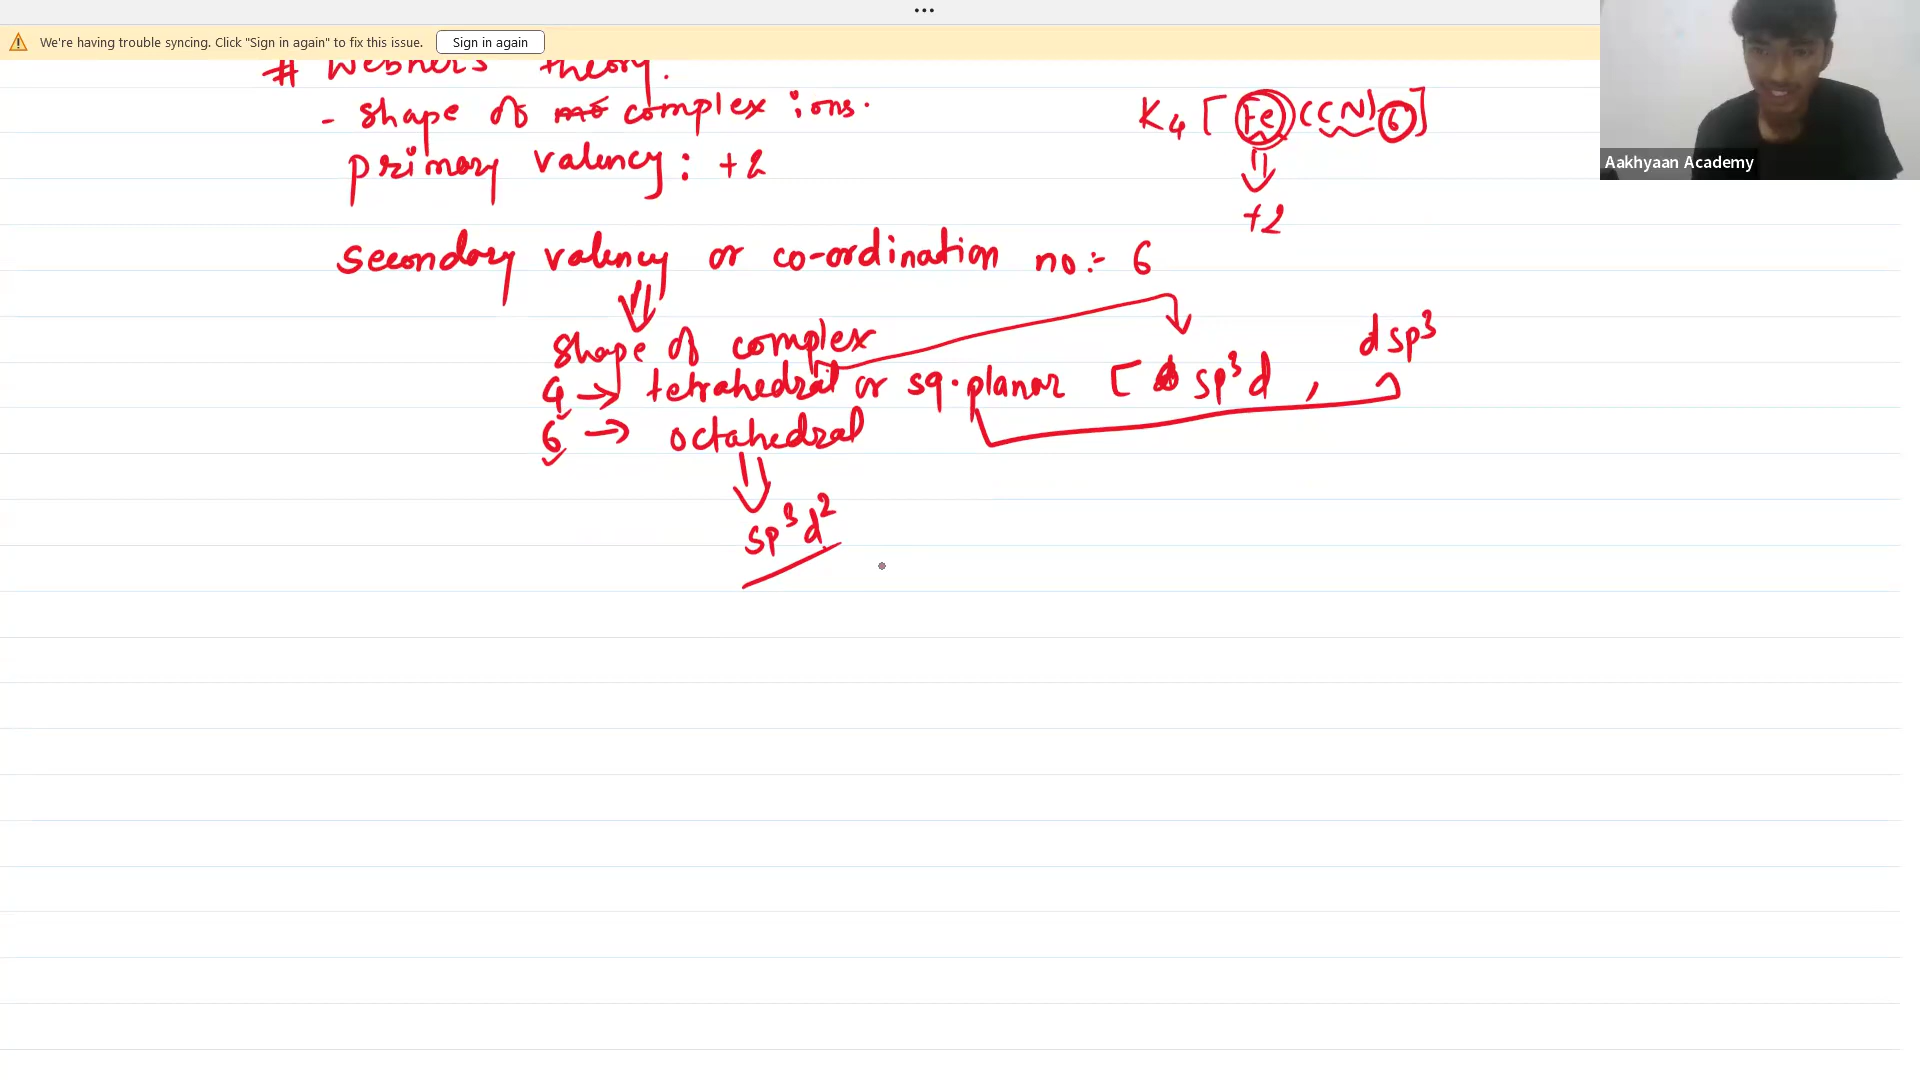 ...
We're having trouble syncing. Click "Sign in again" to fix this issue. Sign in again
# Webner's theory.
- shape of complex ions.
K4 [Fe(CN)6]
Aakhyaan Academy
primary valency : +2
+2
Secondary valency or co-ordination no :- 6
shape of complex
dsp³
4 → tetrahedral or sq. planar [ sp³d ,
6 → octahedral
sp³d²